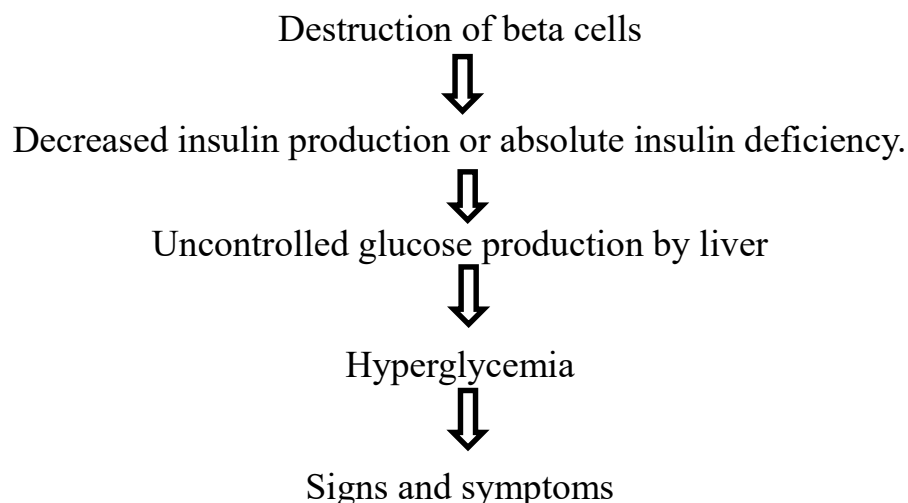 Destruction of beta cells
Decreased insulin production or absolute insulin deficiency.
Uncontrolled glucose production by liver
Hyperglycemia
Signs and symptoms